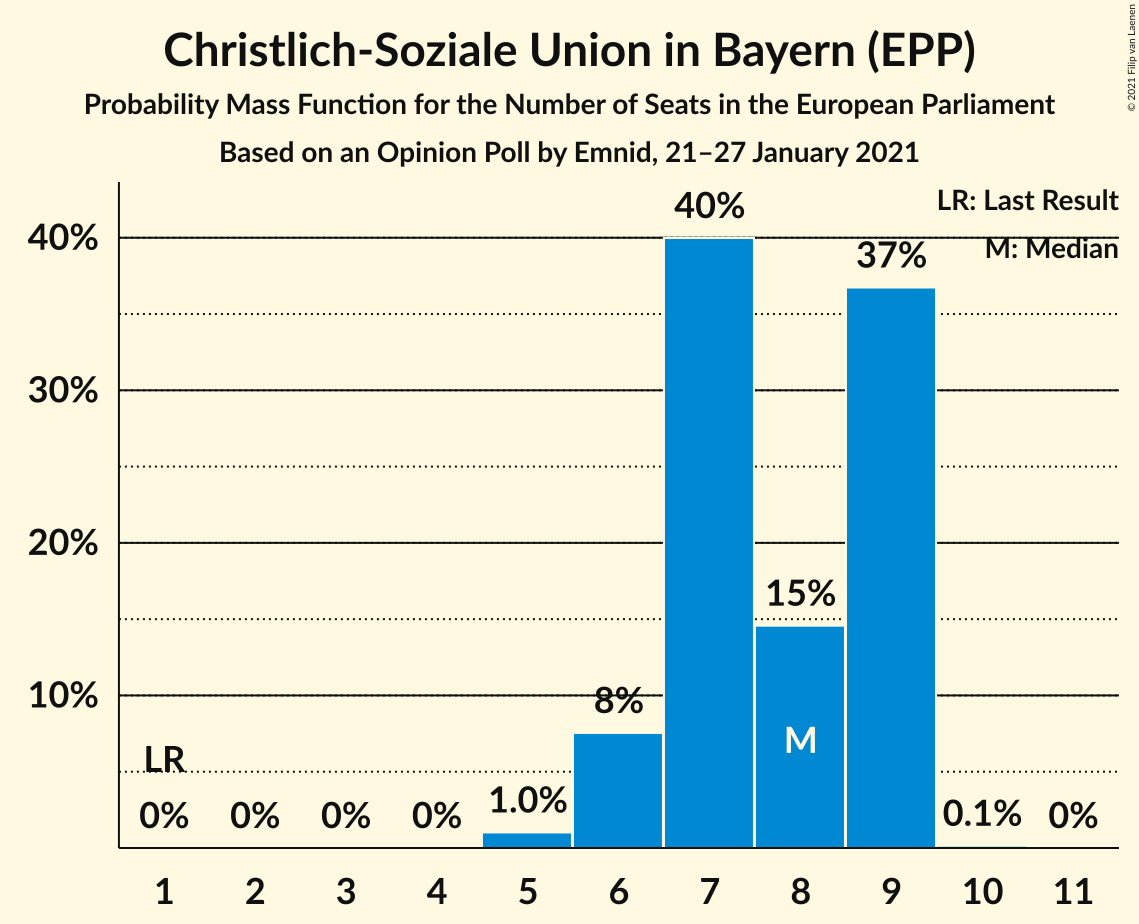 Christlich-Soziale Union in Bayern (EPP)
Probability Mass Function for the Number of Seats in the European Parliament
Based on an Opinion Poll by Emnid, 21–27 January 2021
© 2021 Filip van Laenen
LR: Last Result
M: Median
40%
30%
20%
10%
40%
37%
15%
8%
M
LR
0%
0%
0%
0%
1.0%
0.1%
0%
1 2 3 4 5 6 7 8 9 10 11